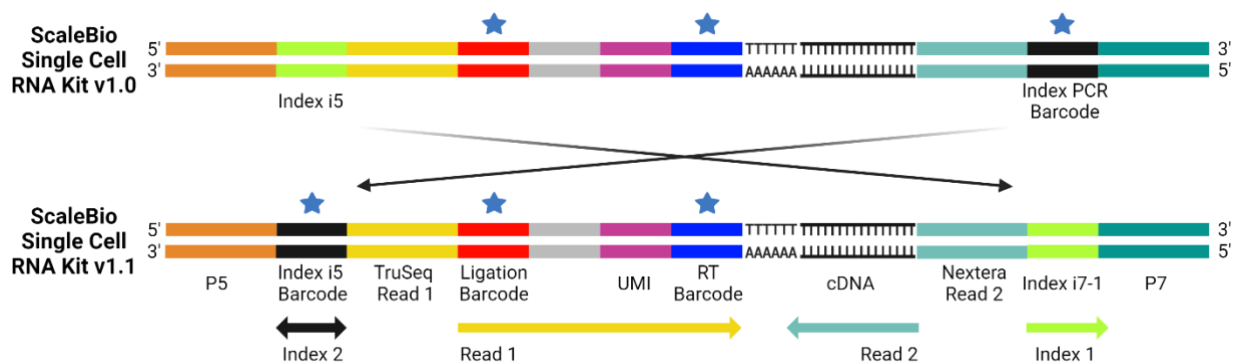 ScaleBio
Single Cell
RNA Kit v1.0
5' TTTTTT 3'
3' AAAAAA 5'
Index i5
Index PCR
Barcode
ScaleBio
Single Cell
RNA Kit v1.1
5' TTTTTT 3'
3' AAAAAA 5'
P5 Index i5 Barcode TruSeq Read 1 Ligation Barcode UMI RT Barcode cDNA Nextera Read 2 Index i7-1 P7
Index 2 Read 1 Read 2 Index 1